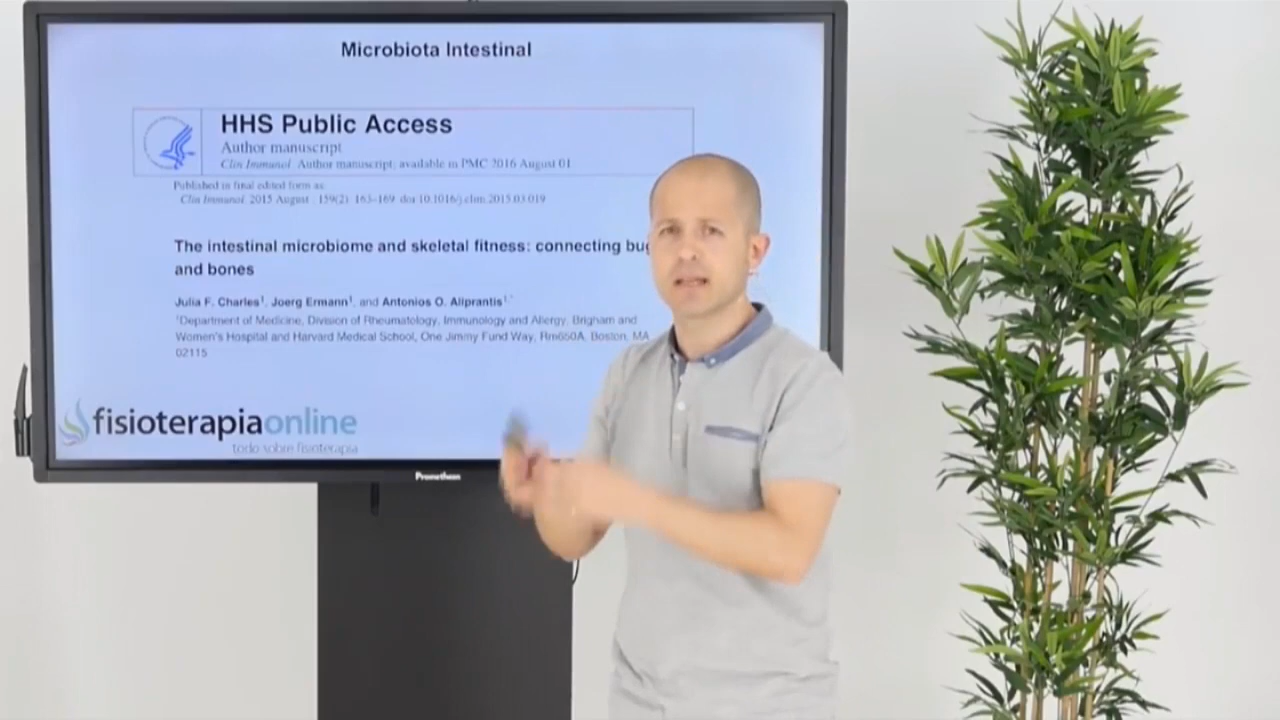 Microbiota Intestinal
HHS Public Access
Author manuscript
Clin Immunol. Author manuscript; available in PMC 2016 August 01.
Published in final edited form as:
Clin Immunol. 2015 August ; 159(2): 163–169. doi:10.1016/j.clim.2015.03.019.
The intestinal microbiome and skeletal fitness: connecting
and bones
Julia F. Charles1, Joerg Ermann1, and Antonios O. Aliprantis1,*
1Department of Medicine, Division of Rheumatology, Immunology and Allergy, Brigham and
Women's Hospital and Harvard Medical School, One Jimmy Fund Way, Rm650A, Boston, MA
02115
fisioterapiaonline
todo sobre fisioterapia
Promethean